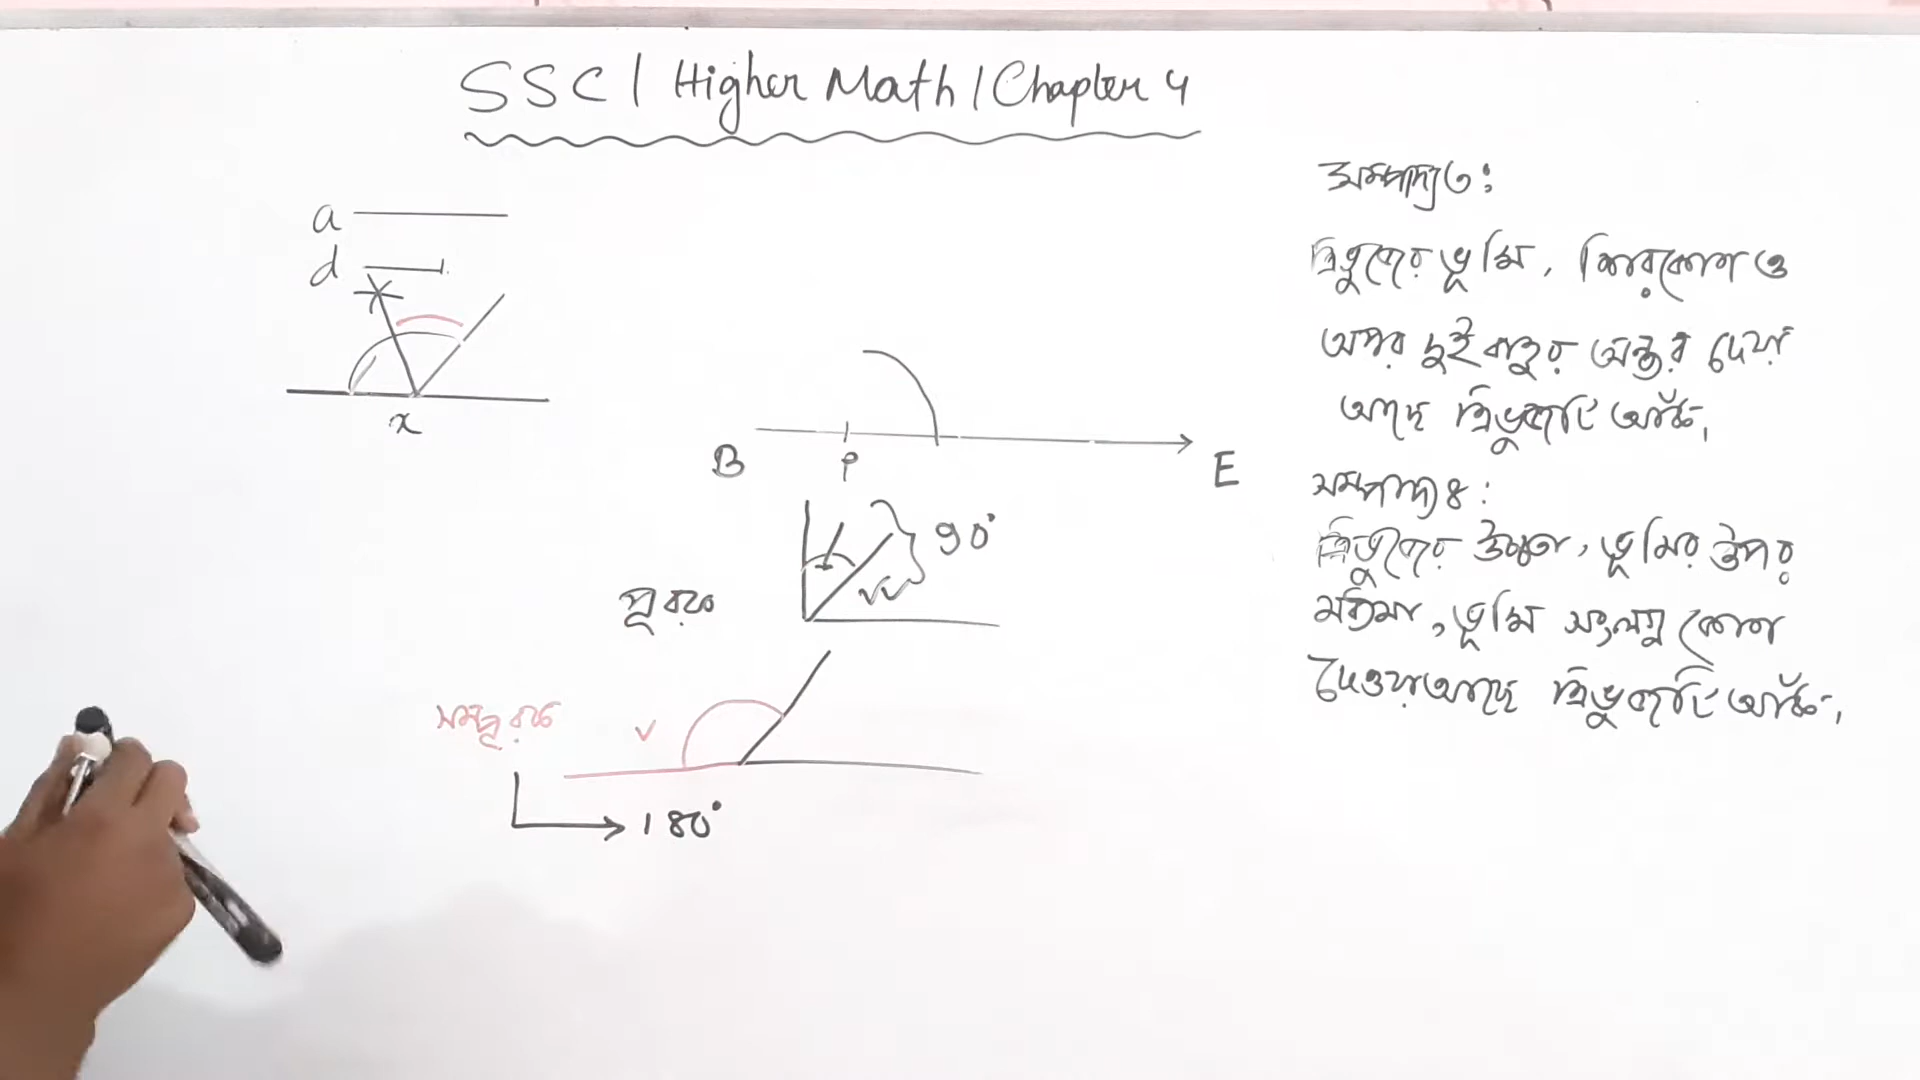 SSC | Higher Math | Chapter 4
a
d
x
B
P
E
90°
পূরক
সম্পূরক
180°
সম্পাদ্য ৩:
ত্রিভুজের ভূমি, শিরঃকোণ ও
অপর দুই বাহুর অন্তর দেয়া
আছে ত্রিভুজটি আঁক,
সম্পাদ্য ৪:
ত্রিভুজের উচ্চতা, ভূমির উপর
মধ্যমা, ভূমি সংলগ্ন কোণ
দেওয়া আছে ত্রিভুজটি আঁক,